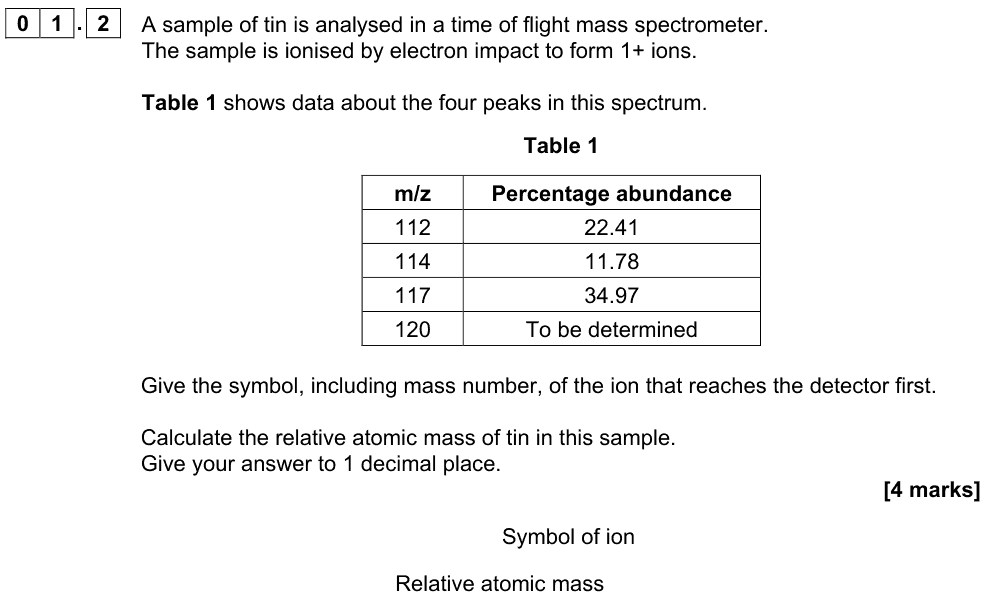 0 1 . 2 A sample of tin is analysed in a time of flight mass spectrometer.
The sample is ionised by electron impact to form 1+ ions.
Table 1 shows data about the four peaks in this spectrum.
Table 1
m/z Percentage abundance
112 22.41
114 11.78
117 34.97
120 To be determined
Give the symbol, including mass number, of the ion that reaches the detector first.
Calculate the relative atomic mass of tin in this sample.
Give your answer to 1 decimal place.
[4 marks]
Symbol of ion
Relative atomic mass